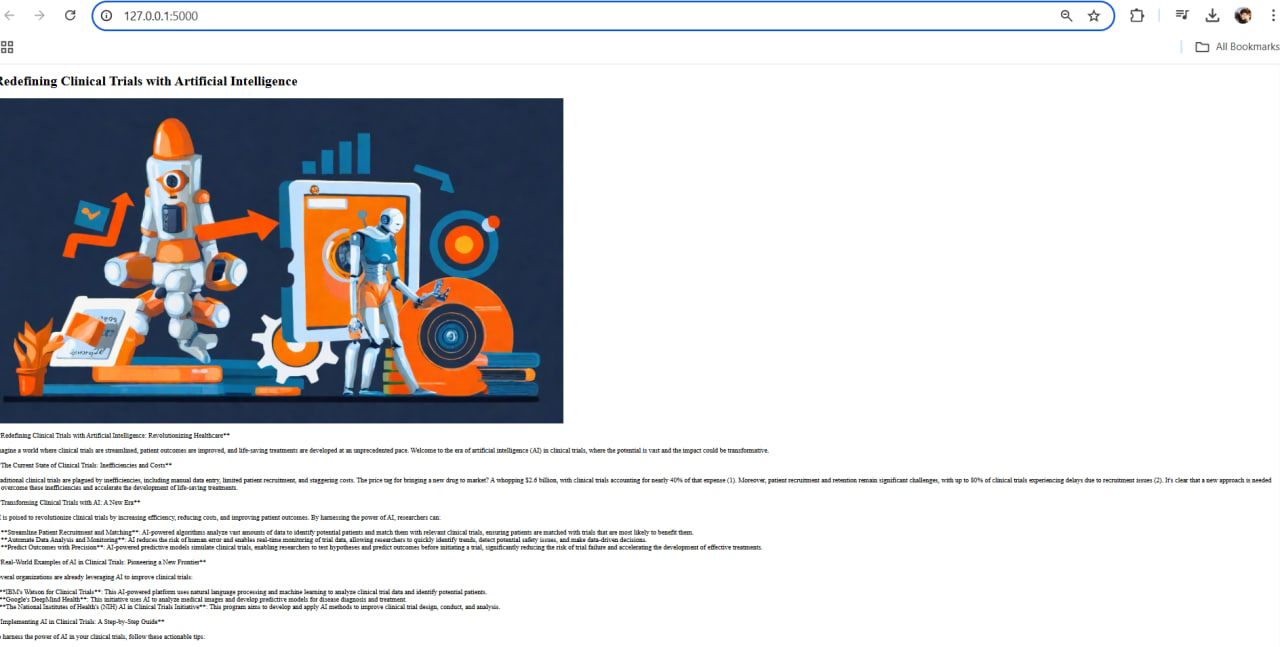 127.0.0.1:5000
All Bookmarks
Redefining Clinical Trials with Artificial Intelligence
*Redefining Clinical Trials with Artificial Intelligence: Revolutionizing Healthcare**
agine a world where clinical trials are streamlined, patient outcomes are improved, and life-saving treatments are developed at an unprecedented pace. Welcome to the era of artificial intelligence (AI) in clinical trials, where the potential is vast and the impact could be transformative.
*The Current State of Clinical Trials: Inefficiencies and Costs**
aditional clinical trials are plagued by inefficiencies, including manual data entry, limited patient recruitment, and staggering costs. The price tag for bringing a new drug to market? A whopping $2.6 billion, with clinical trials accounting for nearly 40% of that expense (1). Moreover, patient recruitment and retention remain significant challenges, with up to 80% of clinical trials experiencing delays due to recruitment issues (2). It's clear that a new approach is needed
overcome these inefficiencies and accelerate the development of life-saving treatments.
*Transforming Clinical Trials with AI: A New Era**
I is poised to revolutionize clinical trials by increasing efficiency, reducing costs, and improving patient outcomes. By harnessing the power of AI, researchers can:
**Streamline Patient Recruitment and Matching**: AI-powered algorithms analyze vast amounts of data to identify potential patients and match them with relevant clinical trials, ensuring patients are matched with trials that are most likely to benefit them.
**Automate Data Analysis and Monitoring**: AI reduces the risk of human error and enables real-time monitoring of trial data, allowing researchers to quickly identify trends, detect potential safety issues, and make data-driven decisions.
**Predict Outcomes with Precision**: AI-powered predictive models simulate clinical trials, enabling researchers to test hypotheses and predict outcomes before initiating a trial, significantly reducing the risk of trial failure and accelerating the development of effective treatments.
*Real-World Examples of AI in Clinical Trials: Pioneering a New Frontier**
veral organizations are already leveraging AI to improve clinical trials:
**IBM's Watson for Clinical Trials**: This AI-powered platform uses natural language processing and machine learning to analyze clinical trial data and identify potential patients.
**Google's DeepMind Health**: This initiative uses AI to analyze medical images and develop predictive models for disease diagnosis and treatment.
**The National Institutes of Health's (NIH) AI in Clinical Trials Initiative**: This program aims to develop and apply AI methods to improve clinical trial design, conduct, and analysis.
*Implementing AI in Clinical Trials: A Step-by-Step Guide**
o harness the power of AI in your clinical trials, follow these actionable tips: